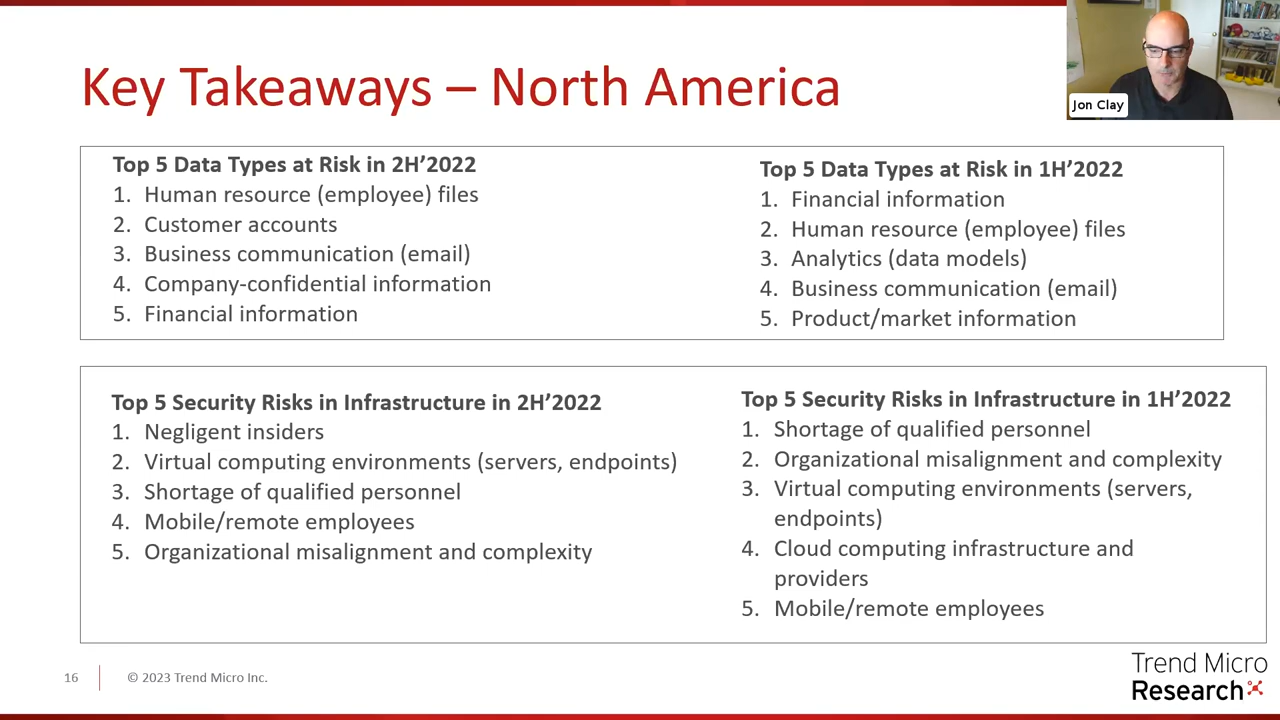 Key Takeaways – North America
Jon Clay
Top 5 Data Types at Risk in 2H’2022
1. Human resource (employee) files
2. Customer accounts
3. Business communication (email)
4. Company-confidential information
5. Financial information
Top 5 Data Types at Risk in 1H’2022
1. Financial information
2. Human resource (employee) files
3. Analytics (data models)
4. Business communication (email)
5. Product/market information
Top 5 Security Risks in Infrastructure in 2H’2022
1. Negligent insiders
2. Virtual computing environments (servers, endpoints)
3. Shortage of qualified personnel
4. Mobile/remote employees
5. Organizational misalignment and complexity
Top 5 Security Risks in Infrastructure in 1H’2022
1. Shortage of qualified personnel
2. Organizational misalignment and complexity
3. Virtual computing environments (servers,
endpoints)
4. Cloud computing infrastructure and
providers
5. Mobile/remote employees
16
© 2023 Trend Micro Inc.
Trend Micro
Research